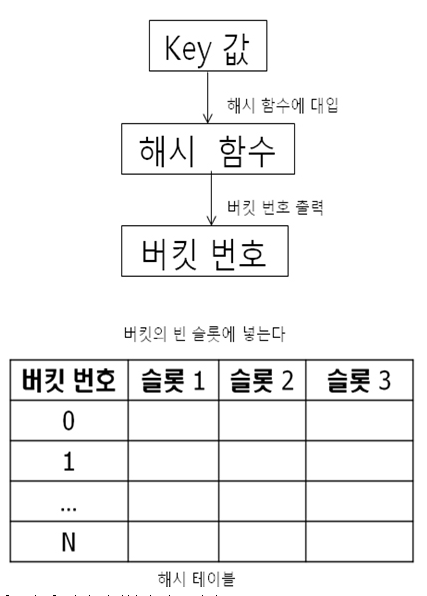 Key 값
해시 함수에 대입
해시 함수
버킷 번호 출력
버킷 번호
버킷의 빈 슬롯에 넣는다
버킷 번호 슬롯 1 슬롯 2 슬롯 3
0
1
...
N
해시 테이블